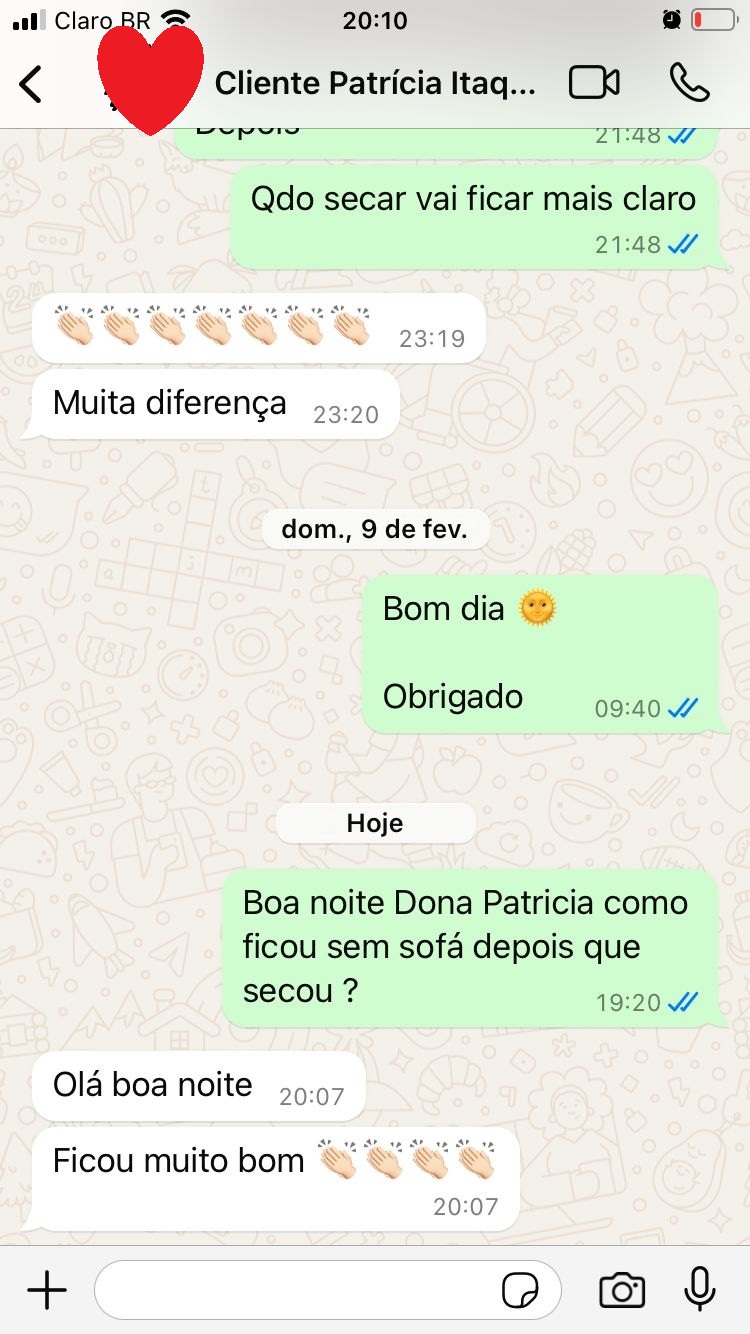 Claro BR
20:10
Cliente Patrícia Itaq...
Depois
21:48
Qdo secar vai ficar mais claro
21:48
👏🏻👏🏻👏🏻👏🏻👏🏻👏🏻👏🏻 23:19
Muita diferença 23:20
dom., 9 de fev.
Bom dia 🌞
Obrigado 09:40
Hoje
Boa noite Dona Patricia como
ficou sem sofá depois que
secou ? 19:20
Olá boa noite 20:07
Ficou muito bom 👏🏻👏🏻👏🏻👏🏻
20:07